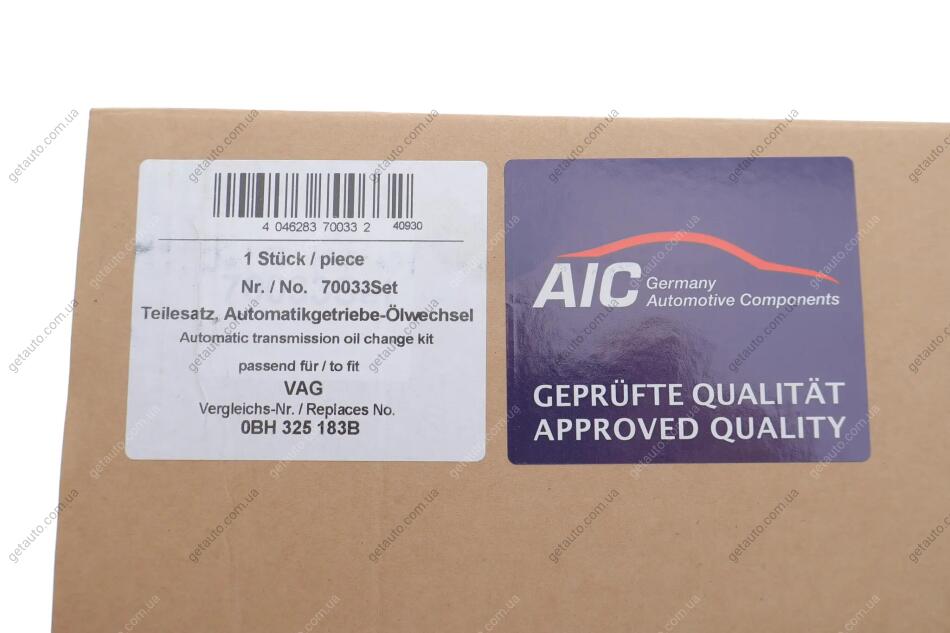 4 046283 70033 2
40930
1 Stück / piece
Nr. / No. 70033Set
Teilesatz, Automatikgetriebe-Ölwechsel
Automatic transmission oil change kit
passend für / to fit
VAG
Vergleichs-Nr. / Replaces No.
0BH 325 183B
AIC Germany
Automotive Components
GEPRÜFTE QUALITÄT
APPROVED QUALITY
getauto.com.ua